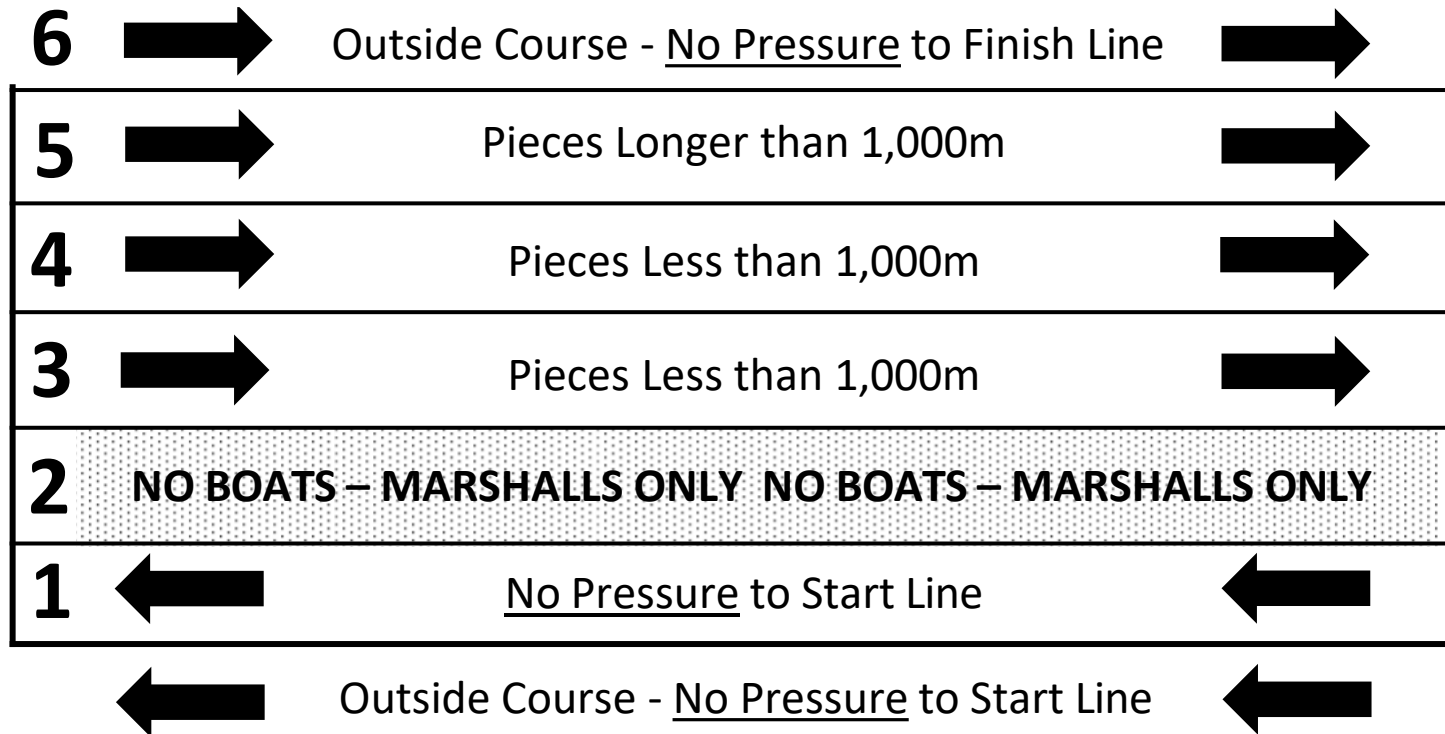 6 Outside Course - No Pressure to Finish Line
5 Pieces Longer than 1,000m
4 Pieces Less than 1,000m
3 Pieces Less than 1,000m
2 NO BOATS – MARSHALLS ONLY NO BOATS – MARSHALLS ONLY
1 No Pressure to Start Line
Outside Course - No Pressure to Start Line